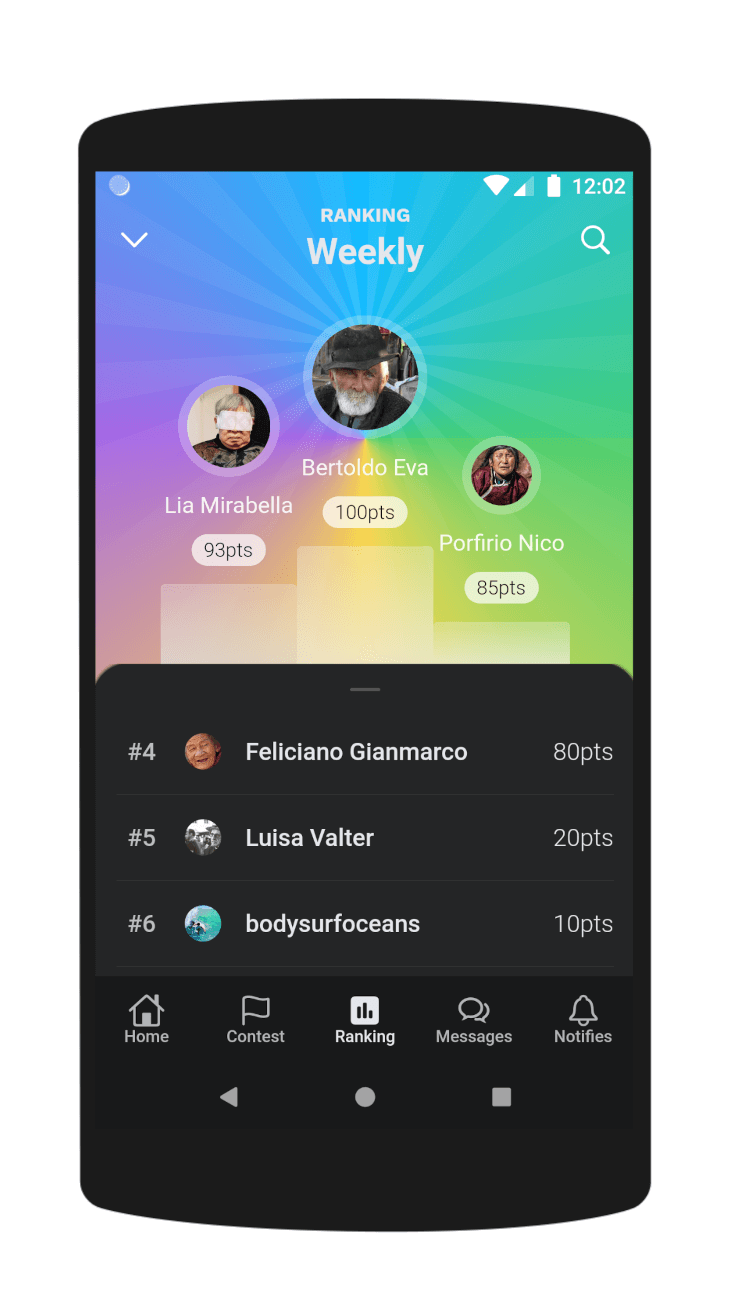 12:02
RANKING
Weekly
Bertoldo Eva
100pts
Lia Mirabella
93pts
Porfirio Nico
85pts
#4 Feliciano Gianmarco 80pts
#5 Luisa Valter 20pts
#6 bodysurfoceans 10pts
Home Contest Ranking Messages Notifies